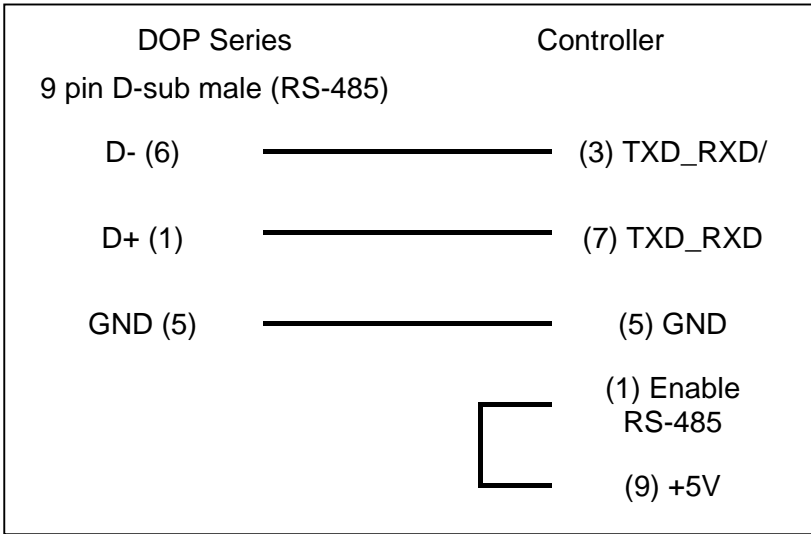 DOP Series Controller
9 pin D-sub male (RS-485)
D- (6) (3) TXD_RXD/
D+ (1) (7) TXD_RXD
GND (5) (5) GND
(1) Enable
RS-485
(9) +5V